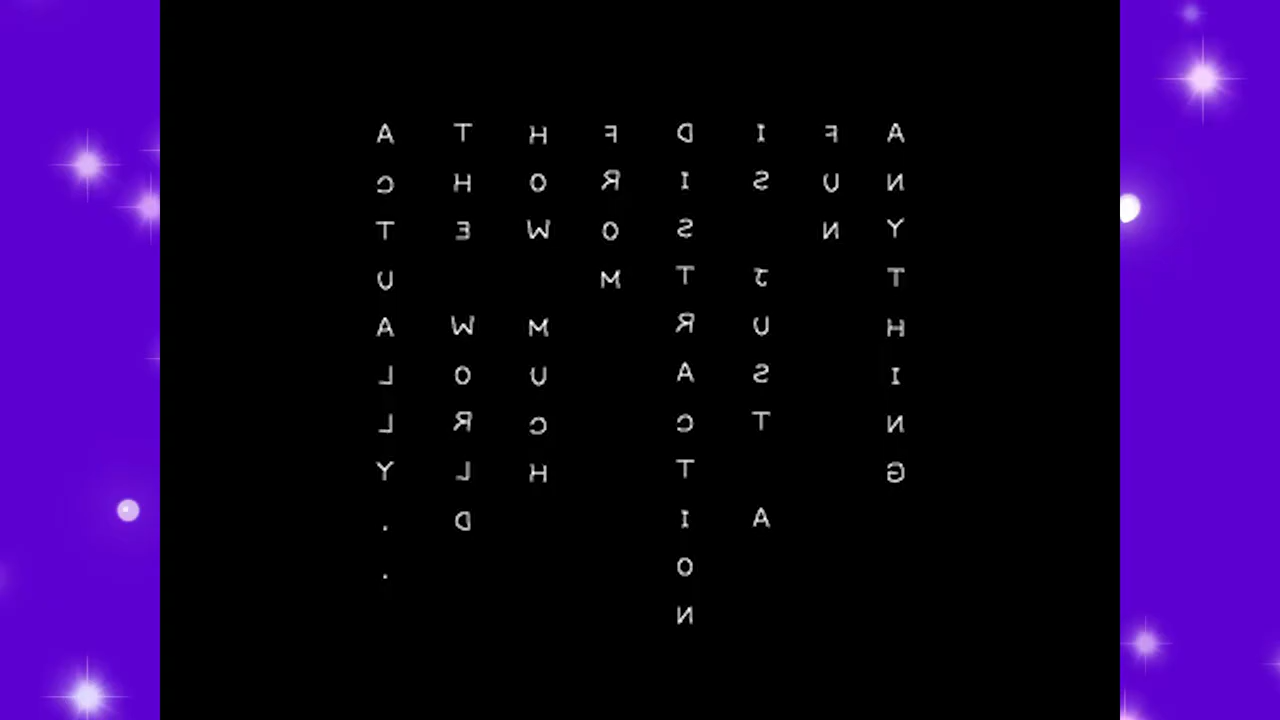 ANYTHING
FUN
IS JUST A
DISTRACTION
FROM
HOW MUCH
THE WORLD
ACTUALLY..